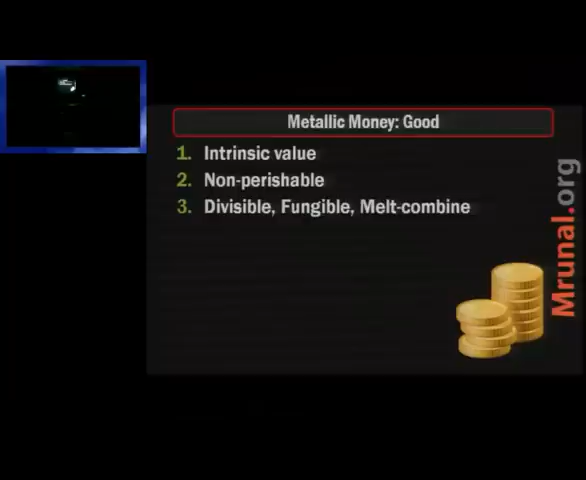 Metallic Money: Good
1. Intrinsic value
2. Non-perishable
3. Divisible, Fungible, Melt-combine
Mrunal.org